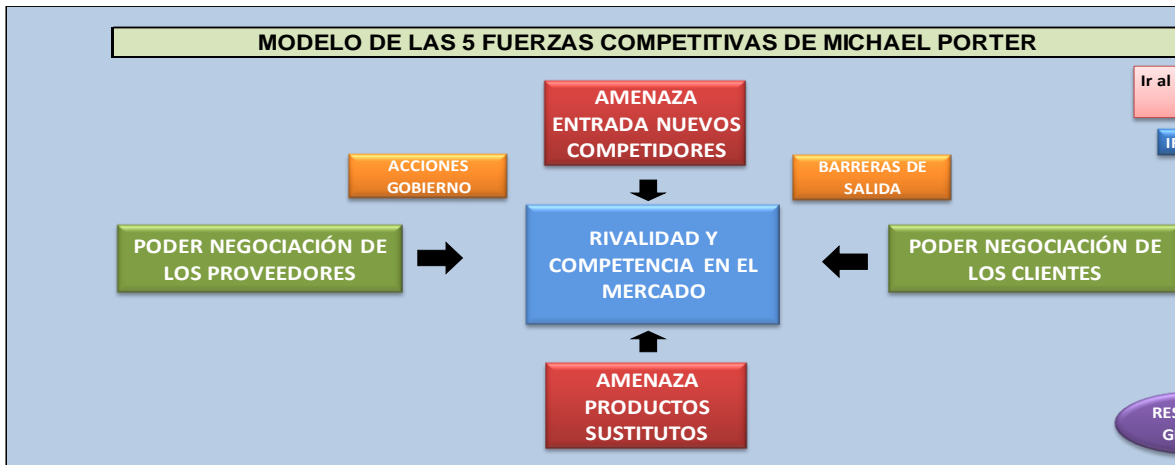 MODELO DE LAS 5 FUERZAS COMPETITIVAS DE MICHAEL PORTER
Ir al
AMENAZA
ENTRADA NUEVOS
COMPETIDORES
ACCIONES
GOBIERNO
BARRERAS DE
SALIDA
PODER NEGOCIACIÓN DE
LOS PROVEEDORES
RIVALIDAD Y
COMPETENCIA EN EL
MERCADO
PODER NEGOCIACIÓN DE
LOS CLIENTES
AMENAZA
PRODUCTOS
SUSTITUTOS